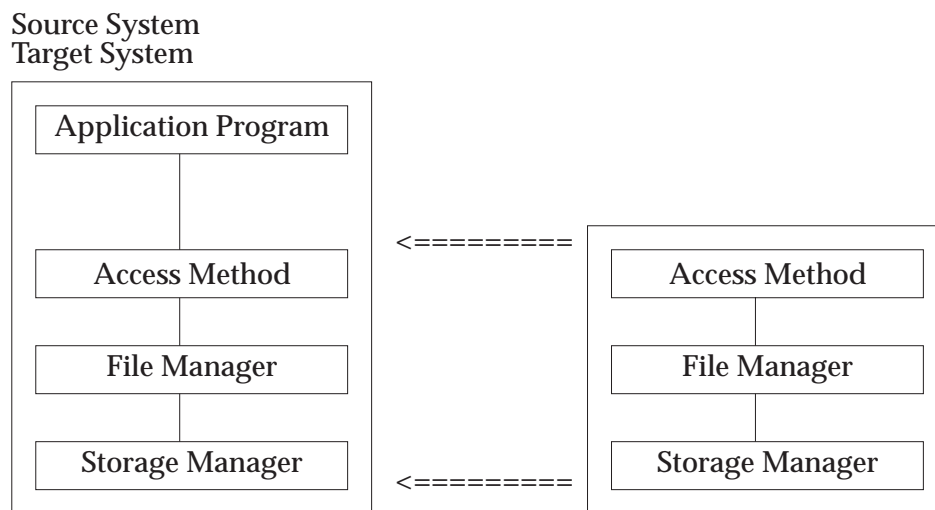 Source System
Target System
Application Program
<=========
Access Method
Access Method
File Manager
File Manager
Storage Manager
Storage Manager
<=========